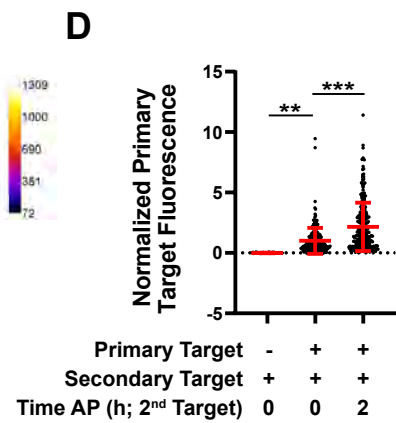 D
1309
1000
690
351
72
Normalized Primary
Target Fluorescence
15
10
5
0
-5
**
***
Primary Target - + +
Secondary Target + + +
Time AP (h; 2nd Target) 0 0 2